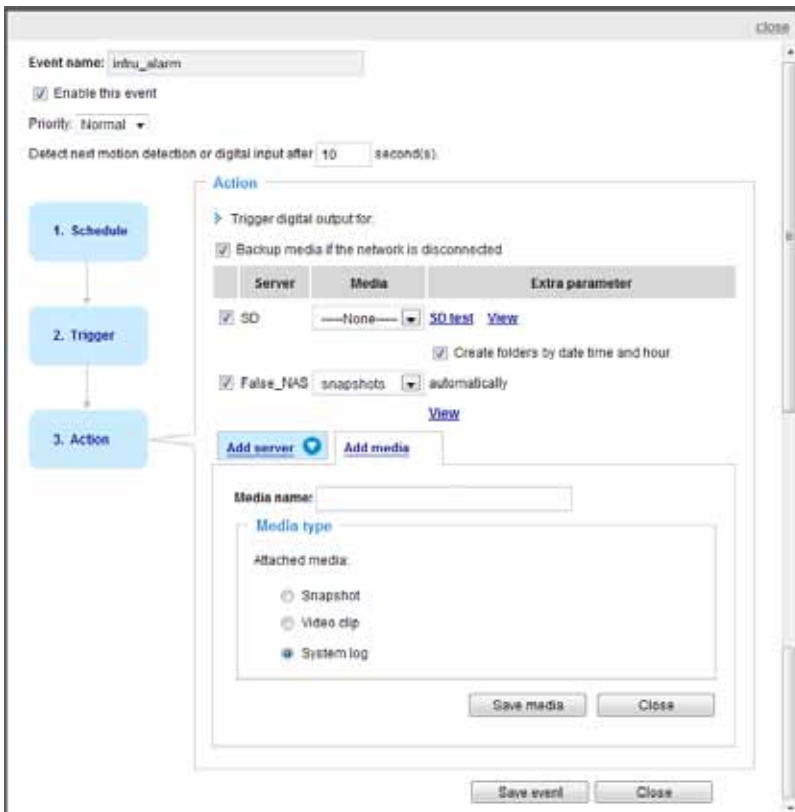 close
Event name: infru_alarm
Enable this event
Priority: Normal
Detect next motion detection or digital input after 10 second(s).
Action
1. Schedule
Trigger digital output for:
Backup media if the network is disconnected
Server Media Extra parameter
SD -----None----- SD test View
2. Trigger
Create folders by date time and hour
False_NAS snapshots automatically
View
3. Action
Add server Add media
Media name:
Media type
Attached media:
Snapshot
Video clip
System log
Save media Close
Save event Close